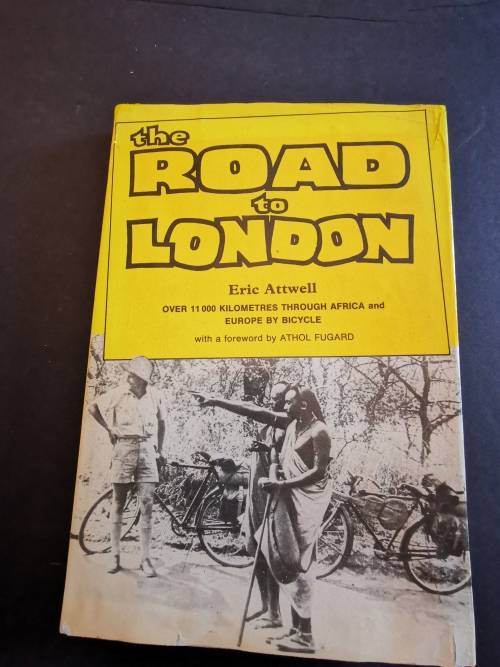 the
ROAD
to
LONDON
Eric Attwell
OVER 11 000 KILOMETRES THROUGH AFRICA and
EUROPE BY BICYCLE
with a foreword by ATHOL FUGARD